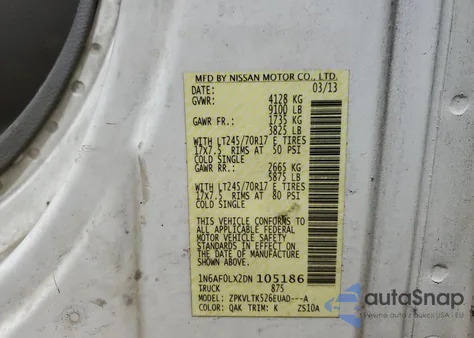 MFD BY NISSAN MOTOR CO., LTD.
DATE: 03/13
GVWR: 4128 KG
9100 LB
GAWR FR.: 1735 KG
3825 LB
WITH LT245/70R17 E TIRES
17x7.5 RIMS AT 50 PSI
COLD SINGLE
GAWR RR.: 2665 KG
5875 LB
WITH LT245/70R17 E TIRES
17x7.5 RIMS AT 80 PSI
COLD SINGLE
THIS VEHICLE CONFORMS TO
ALL APPLICABLE FEDERAL
MOTOR VEHICLE SAFETY
STANDARDS IN EFFECT ON
THE DATE OF MANUFACTURE
SHOWN ABOVE.
1N6AF0LX2DN 105186
TRUCK 875
MODEL: ZPKVLTK526EUAD---A
COLOR: QAK TRIM: K ZS10A
autoSnap
Pewne auto z USA i EU